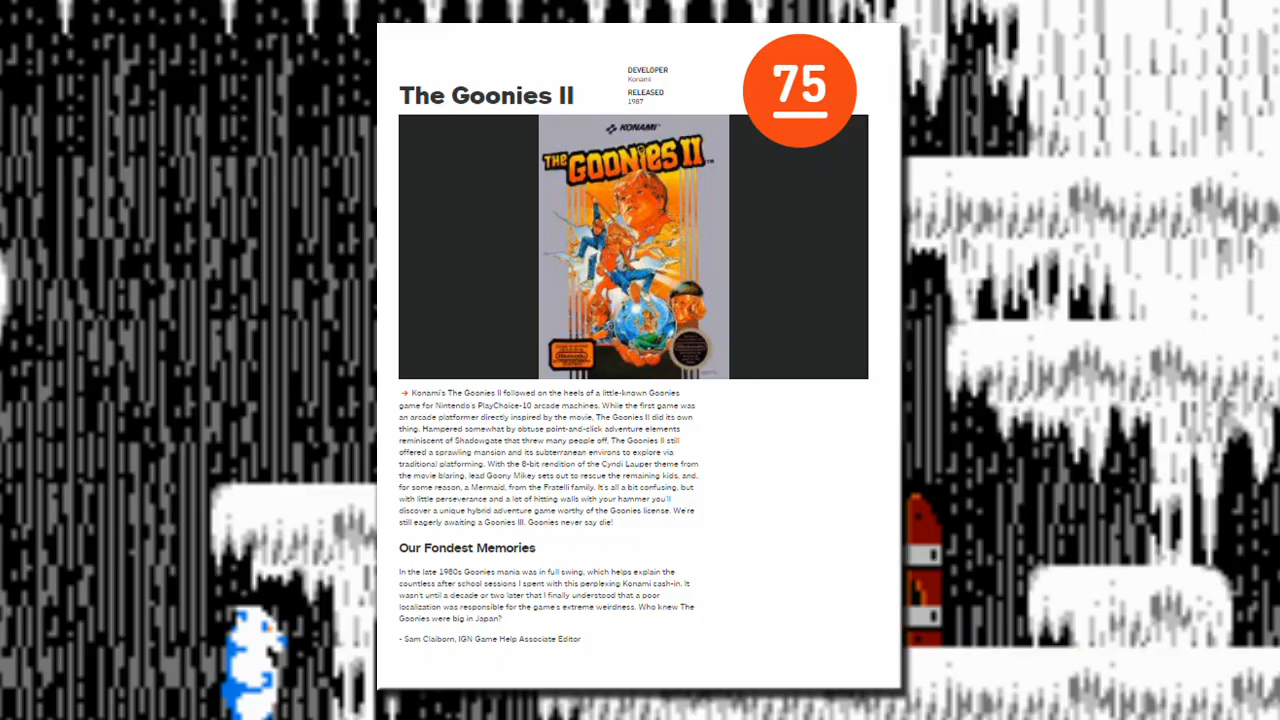 The Goonies II
DEVELOPER
Konami
RELEASED
1987
75
KONAMI
THE GOONIES II
→ Konami's The Goonies II followed on the heels of a little-known Goonies
game for Nintendo's PlayChoice-10 arcade machines. While the first game was
an arcade platformer directly inspired by the movie, The Goonies II did its own
thing. Hampered somewhat by obtuse point-and-click adventure elements
reminiscent of Shadowgate that threw many people off, The Goonies II still
offered a sprawling mansion and its subterranean environs to explore via
traditional platforming. With the 8-bit rendition of the Cyndi Lauper theme from
the movie blaring, lead Goony Mikey sets out to rescue the remaining kids, and,
for some reason, a Mermaid, from the Fratelli family. It's all a bit confusing, but
with little perseverance and a lot of hitting walls with your hammer you'll
discover a unique hybrid adventure game worthy of the Goonies license. We're
still eagerly awaiting a Goonies III. Goonies never say die!
Our Fondest Memories
In the late 1980s Goonies mania was in full swing, which helps explain the
countless after school sessions I spent with this perplexing Konami cash-in. It
wasn't until a decade or two later that I finally understood that a poor
localization was responsible for the game's extreme weirdness. Who knew The
Goonies were big in Japan?
- Sam Claiborn, IGN Game Help Associate Editor